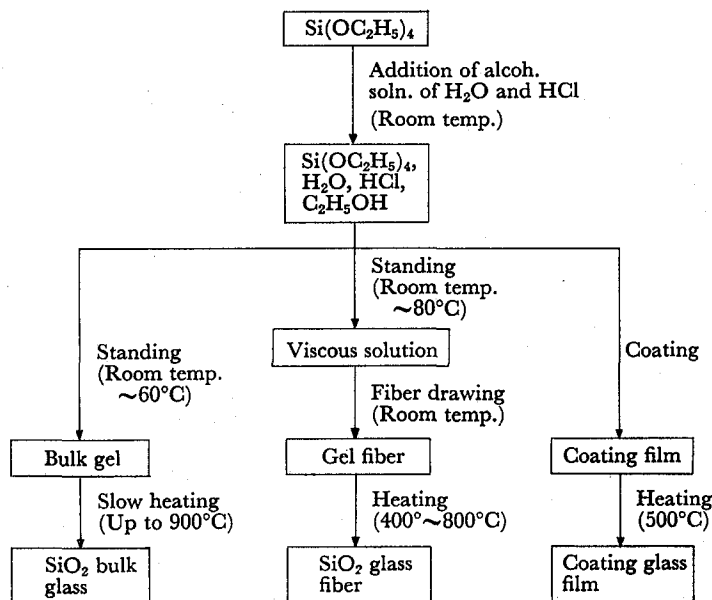 Si(OC₂H₅)₄
Addition of alcoh.
soln. of H₂O and HCl
(Room temp.)
Si(OC₂H₅)₄,
H₂O, HCl,
C₂H₅OH
Standing
(Room temp.
~60°C)
Bulk gel
Slow heating
(Up to 900°C)
SiO₂ bulk
glass
Standing
(Room temp.
~80°C)
Viscous solution
Fiber drawing
(Room temp.)
Gel fiber
Heating
(400°~800°C)
SiO₂ glass
fiber
Coating
Coating film
Heating
(500°C)
Coating glass
film